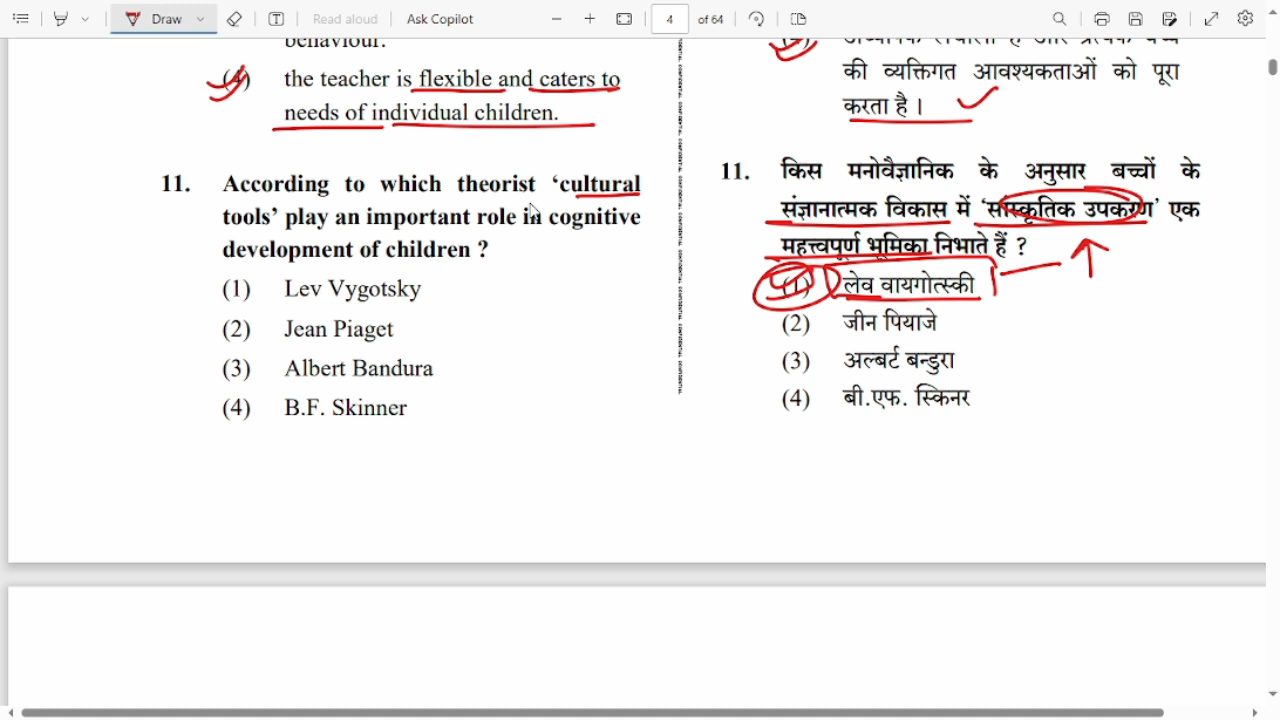 Draw
Read aloud
Ask Copilot
4
of 64
behaviour.
(4) the teacher is flexible and caters to
needs of individual children.
11. According to which theorist ‘cultural
tools’ play an important role in cognitive
development of children ?
(1) Lev Vygotsky
(2) Jean Piaget
(3) Albert Bandura
(4) B.F. Skinner
की व्यक्तिगत आवश्यकताओं को पूरा
करता है ।
11. किस मनोवैज्ञानिक के अनुसार बच्चों के
संज्ञानात्मक विकास में ‘सांस्कृतिक उपकरण’ एक
महत्त्वपूर्ण भूमिका निभाते हैं ?
(1) लेव वायगोत्स्की
(2) जीन पियाजे
(3) अल्बर्ट बन्डुरा
(4) बी.एफ. स्किनर